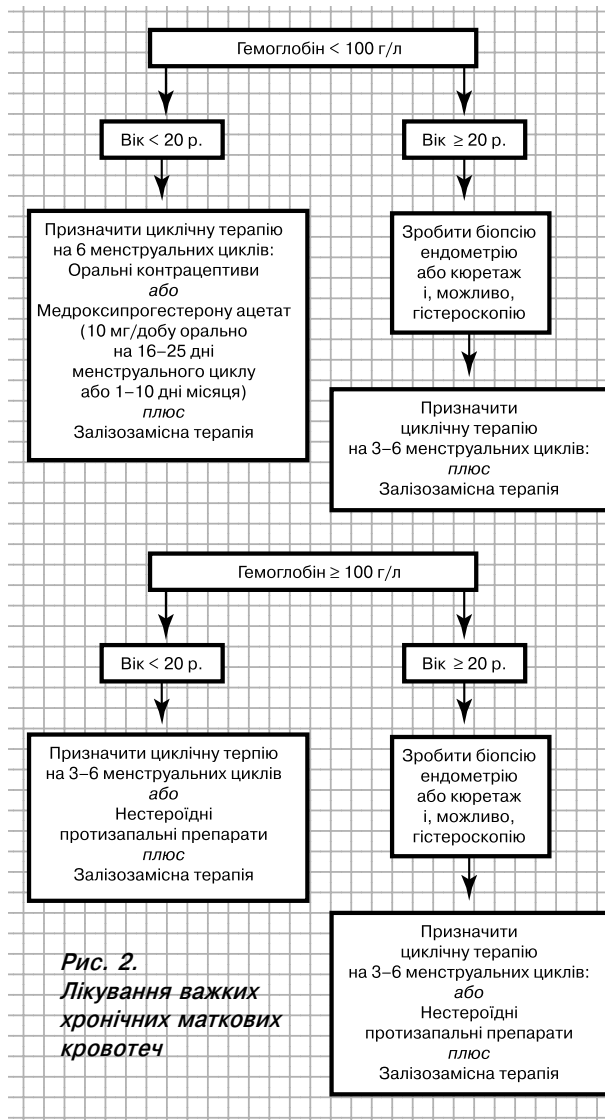 Гемоглобін < 100 г/л
Вік < 20 р.
Вік ≥ 20 р.
Призначити циклічну терапію
на 6 менструальних циклів:
Оральні контрацептиви
або
Медроксипрогестерону ацетат
(10 мг/добу орально
на 16–25 дні
менструального циклу
або 1–10 дні місяця)
плюс
Залізозамісна терапія
Зробити біопсію
ендометрію
або кюретаж
і, можливо,
гістероскопію
Призначити
циклічну терапію
на 3–6 менструальних циклів:
плюс
Залізозамісна терапія
Гемоглобін ≥ 100 г/л
Вік < 20 р.
Вік ≥ 20 р.
Призначити циклічну терпію
на 3–6 менструальних циклів
або
Нестероїдні
протизапальні препарати
плюс
Залізозамісна терапія
Зробити біопсію
ендометрію
або кюретаж
і, можливо,
гістероскопію
Призначити
циклічну терапію
на 3–6 менструальних циклів:
або
Нестероїдні
протизапальні препарати
плюс
Залізозамісна терапія
Рис. 2.
Лікування важких
хронічних маткових
кровотеч